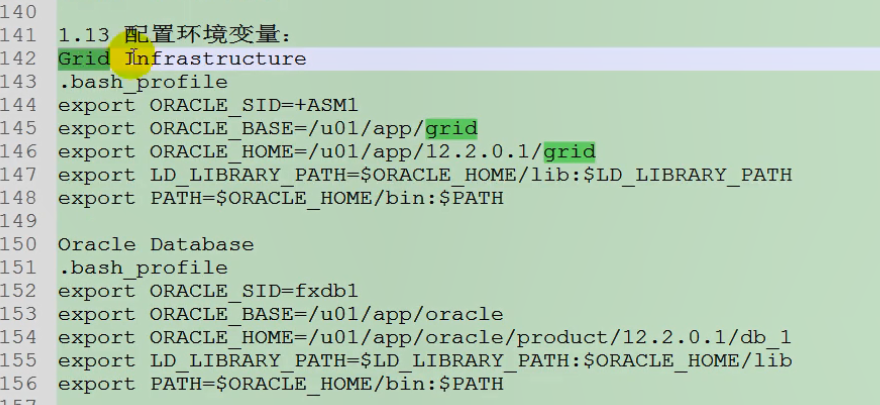 140
141 1.13 配置环境变量：
142 Grid Infrastructure
143 .bash_profile
144 export ORACLE_SID=+ASM1
145 export ORACLE_BASE=/u01/app/grid
146 export ORACLE_HOME=/u01/app/12.2.0.1/grid
147 export LD_LIBRARY_PATH=$ORACLE_HOME/lib:$LD_LIBRARY_PATH
148 export PATH=$ORACLE_HOME/bin:$PATH
149
150 Oracle Database
151 .bash_profile
152 export ORACLE_SID=fxdb1
153 export ORACLE_BASE=/u01/app/oracle
154 export ORACLE_HOME=/u01/app/oracle/product/12.2.0.1/db_1
155 export LD_LIBRARY_PATH=$LD_LIBRARY_PATH:$ORACLE_HOME/lib
156 export PATH=$ORACLE_HOME/bin:$PATH
157